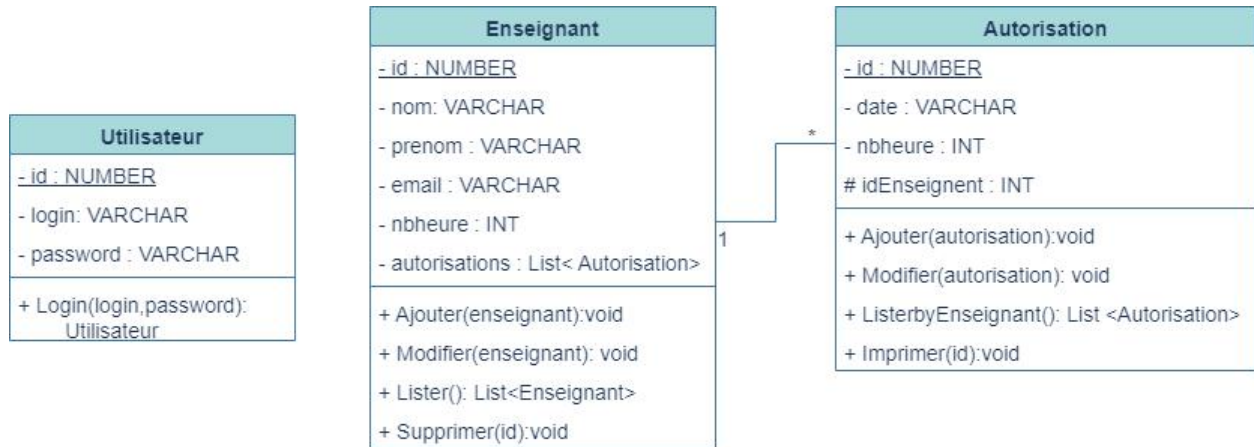 Utilisateur
- id : NUMBER
- login: VARCHAR
- password : VARCHAR
+ Login(login,password):
Utilisateur
Enseignant
- id : NUMBER
- nom: VARCHAR
- prenom : VARCHAR
- email : VARCHAR
- nbheure : INT
- autorisations : List< Autorisation>
+ Ajouter(enseignant):void
+ Modifier(enseignant): void
+ Lister(): List<Enseignant>
+ Supprimer(id):void
1
*
Autorisation
- id : NUMBER
- date : VARCHAR
- nbheure : INT
# idEnseignent : INT
+ Ajouter(autorisation):void
+ Modifier(autorisation): void
+ ListerbyEnseignant(): List <Autorisation>
+ Imprimer(id):void